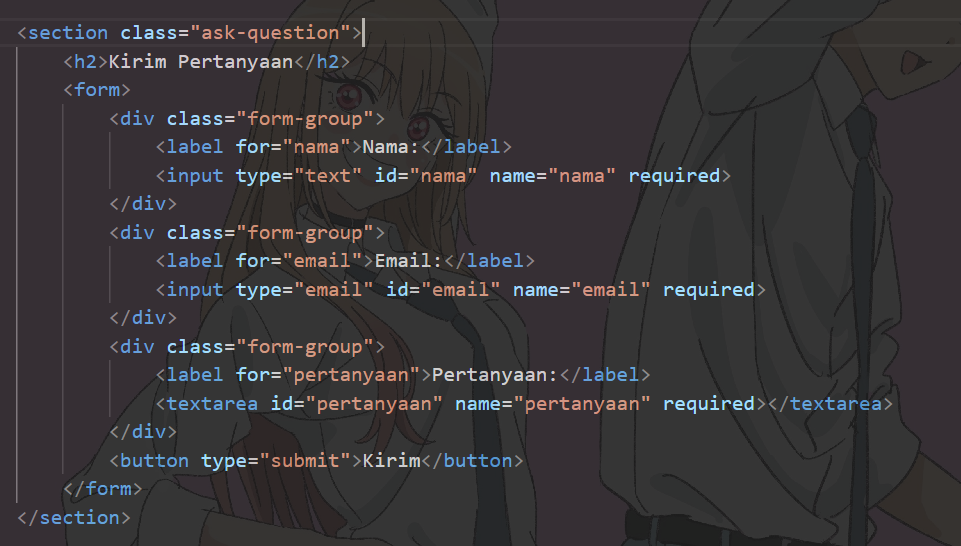 <section class="ask-question">
<h2>Kirim Pertanyaan</h2>
<form>
<div class="form-group">
<label for="nama">Nama:</label>
<input type="text" id="nama" name="nama" required>
</div>
<div class="form-group">
<label for="email">Email:</label>
<input type="email" id="email" name="email" required>
</div>
<div class="form-group">
<label for="pertanyaan">Pertanyaan:</label>
<textarea id="pertanyaan" name="pertanyaan" required></textarea>
</div>
<button type="submit">Kirim</button>
</form>
</section>